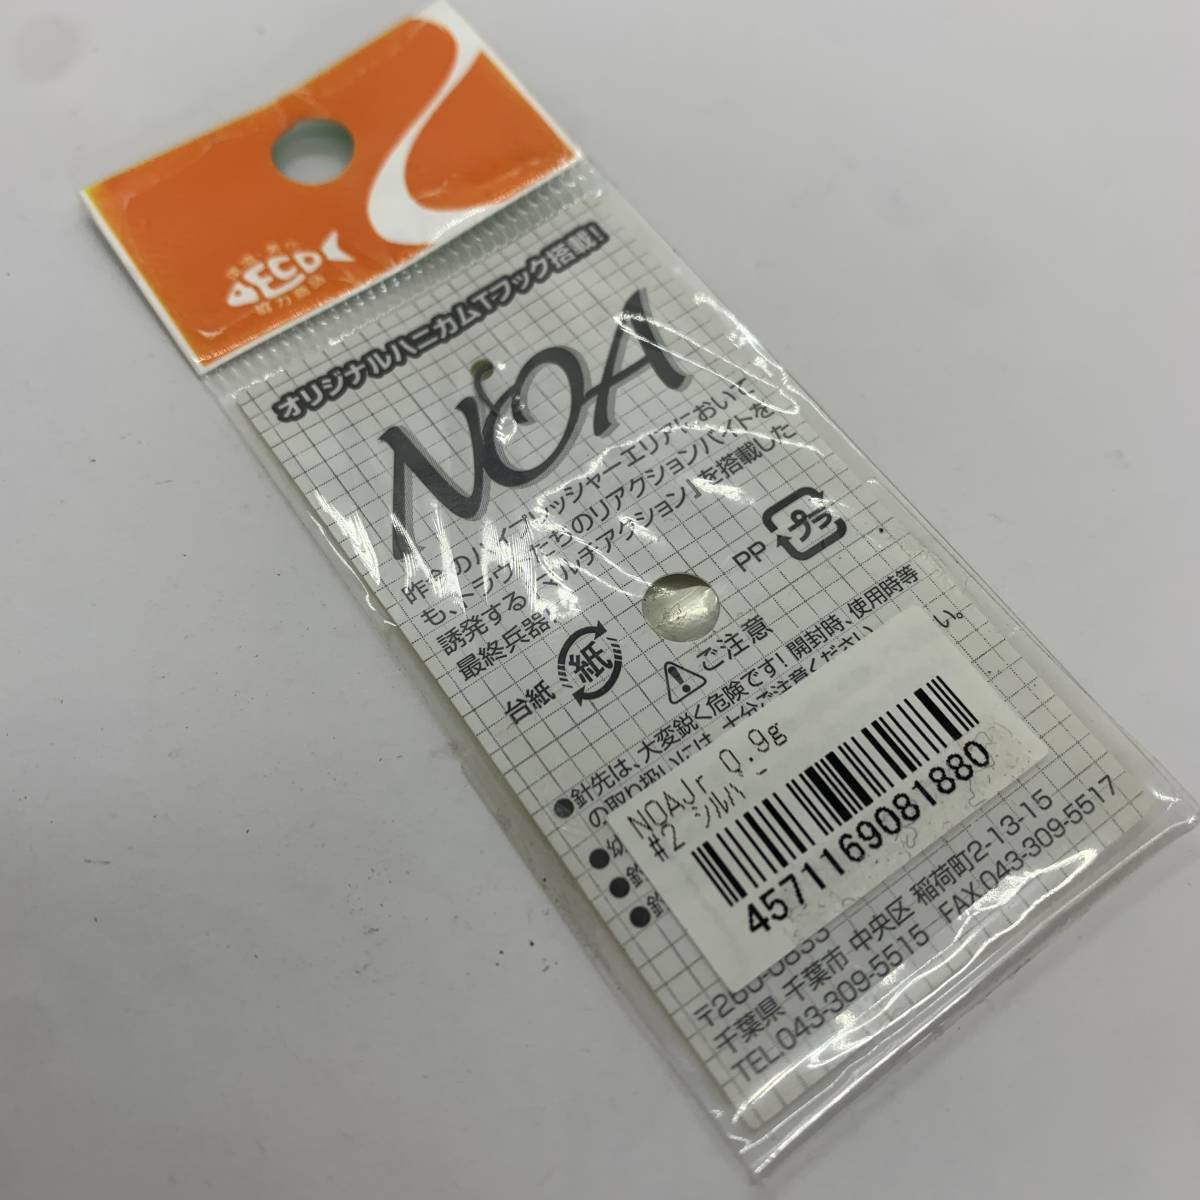 オリジナルハニカムTフック搭載!
NOA
昨今のハイプレッシャーエリアにおいて
も、トラウトたちのリアクションバイトを
誘発する「マルチアクション」を搭載した
最終兵器
台紙 紙
PP プラ
ご注意
●針先は、大変鋭く危険です!開封時、使用時等
の取り扱いには、十分ご注意ください
NOAJr 0.9g
#2 シルバー
4571169081880
〒260-0833
千葉県 千葉市 中央区 稲荷町2-13-15
TEL.043-309-5515 FAX.043-309-5517